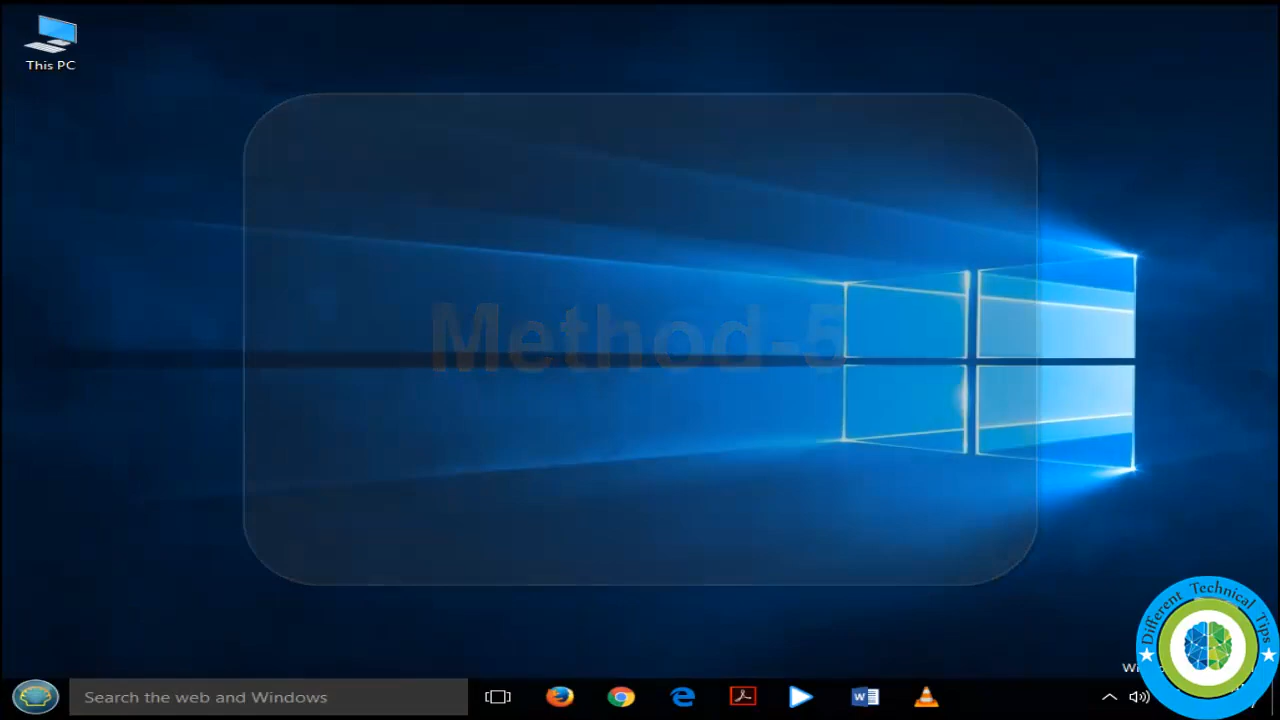 This PC
Method-5
Different Technical Tips
Search the web and Windows